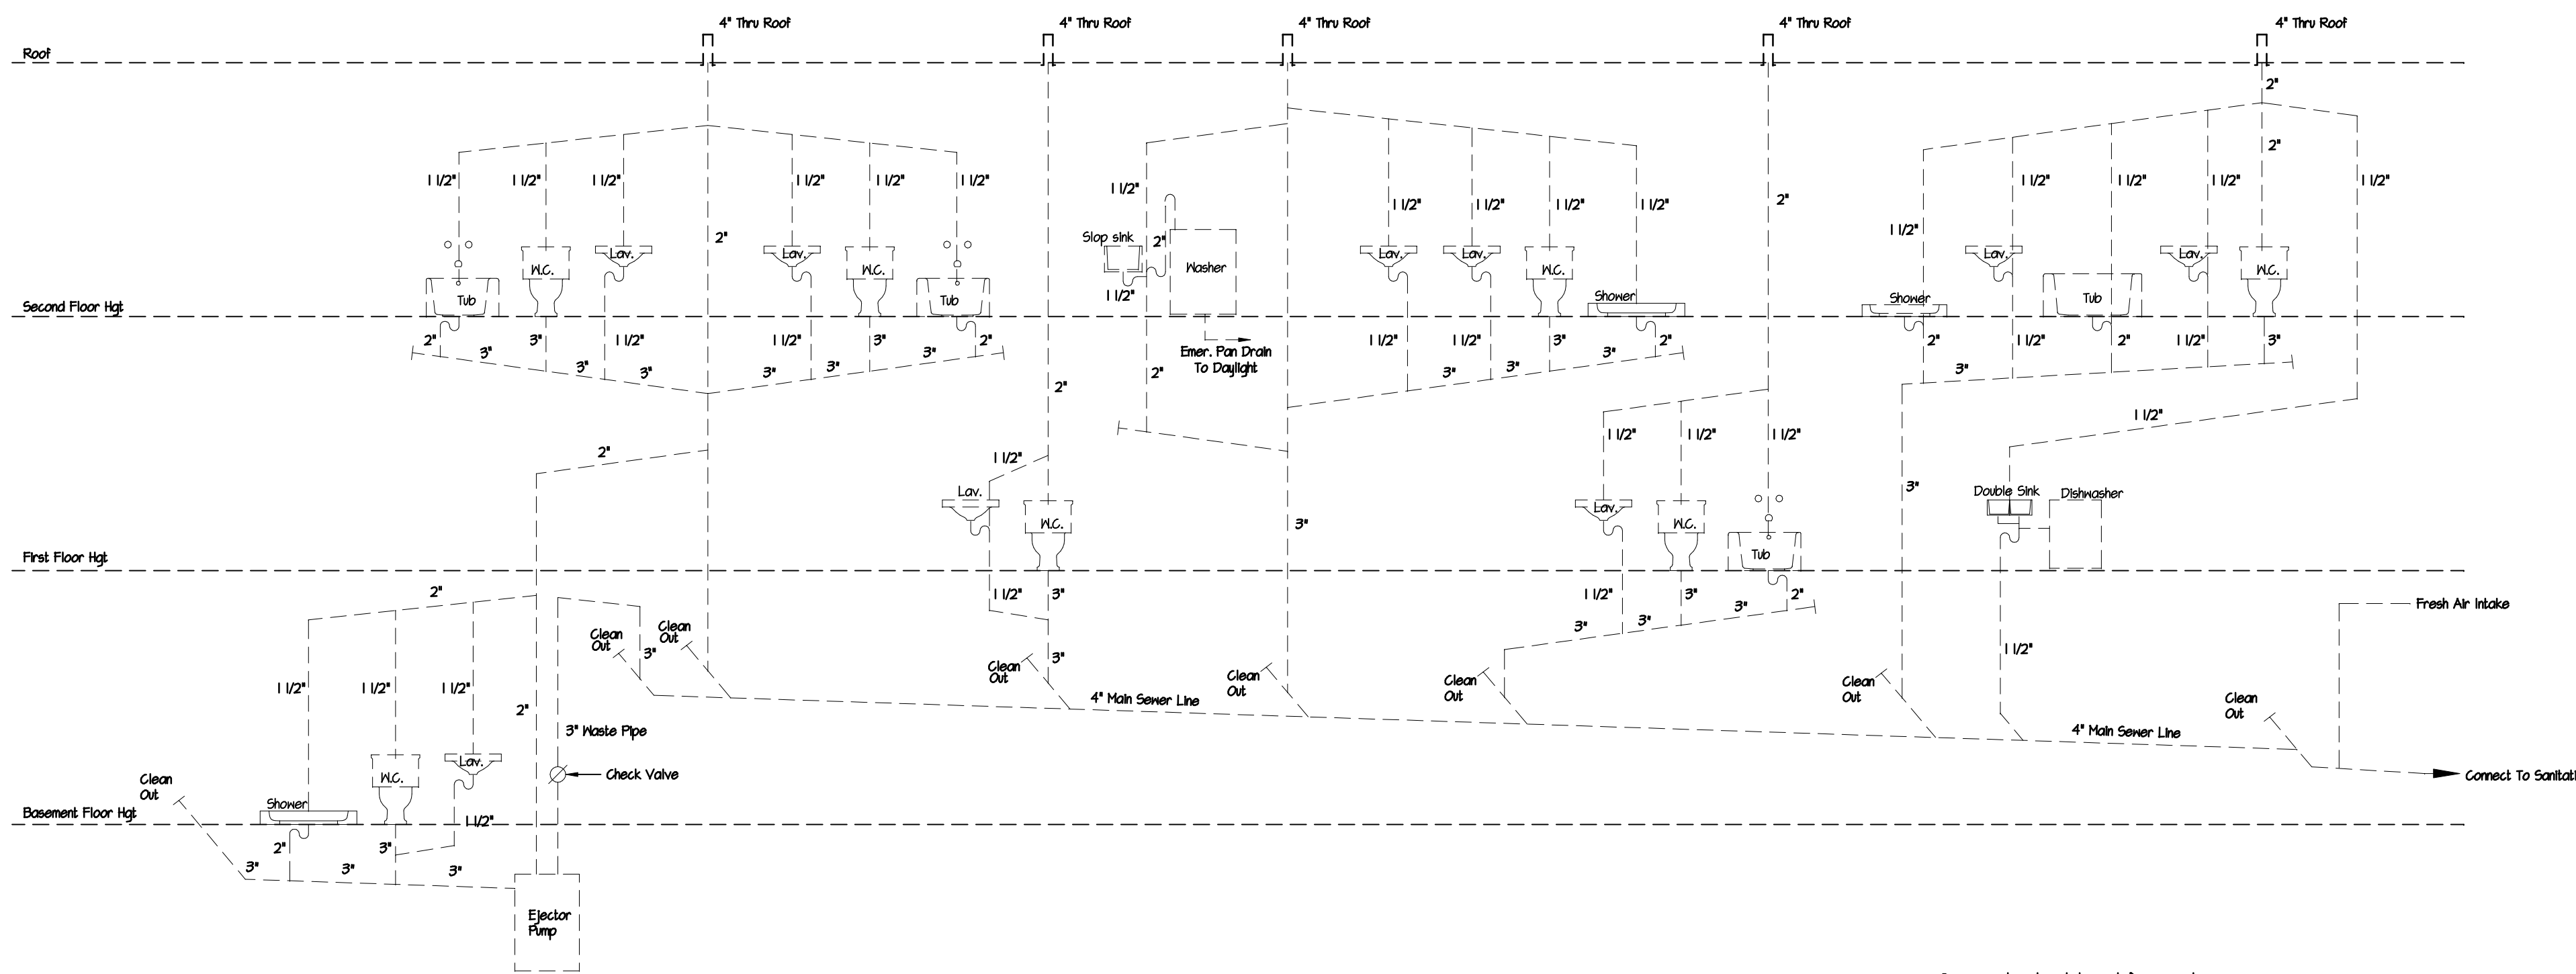 4" Thru Roof
4" Thru Roof
4" Thru Roof
4" Thru Roof
4" Thru Roof
Roof
2"
2"
1 1/2"
1 1/2"
1 1/2"
1 1/2"
1 1/2"
1 1/2"
1 1/2"
1 1/2"
1 1/2"
1 1/2"
1 1/2"
2"
1 1/2"
1 1/2"
1 1/2"
1 1/2"
1 1/2"
2"
Slop sink
2"
Washer
Lav.
W.C.
Tub
Lav.
W.C.
Tub
Lav.
Lav.
W.C.
Shower
Shower
Lav.
Tub
Lav.
W.C.
1 1/2"
Second Floor Hgt
2"
3"
3"
1 1/2"
3"
3"
1 1/2"
3"
3"
3"
3"
2"
Emer. Pan Drain
To Daylight
2"
2"
1 1/2"
1 1/2"
3"
3"
3"
3"
2"
2"
3"
1 1/2"
2"
1 1/2"
3"
1 1/2"
1 1/2"
1 1/2"
1 1/2"
2"
1 1/2"
3"
3"
Lav.
W.C.
Lav.
W.C.
Tub
Double Sink
Dishwasher
First Floor Hgt
2"
1 1/2"
3"
1 1/2"
3"
3"
3"
3"
2"
Fresh Air Intake
Clean
Out
Clean
Out
3"
Clean
Out
3"
Clean
Out
Clean
Out
Clean
Out
1 1/2"
Clean
Out
1 1/2"
1 1/2"
1 1/2"
2"
4" Main Sewer Line
4" Main Sewer Line
3" Waste Pipe
Check Valve
Clean
Out
Shower
W.C.
Lav.
Connect To
Basement Floor Hgt
1 1/2"
2"
3"
3"
3"
3"
Ejector
Pump